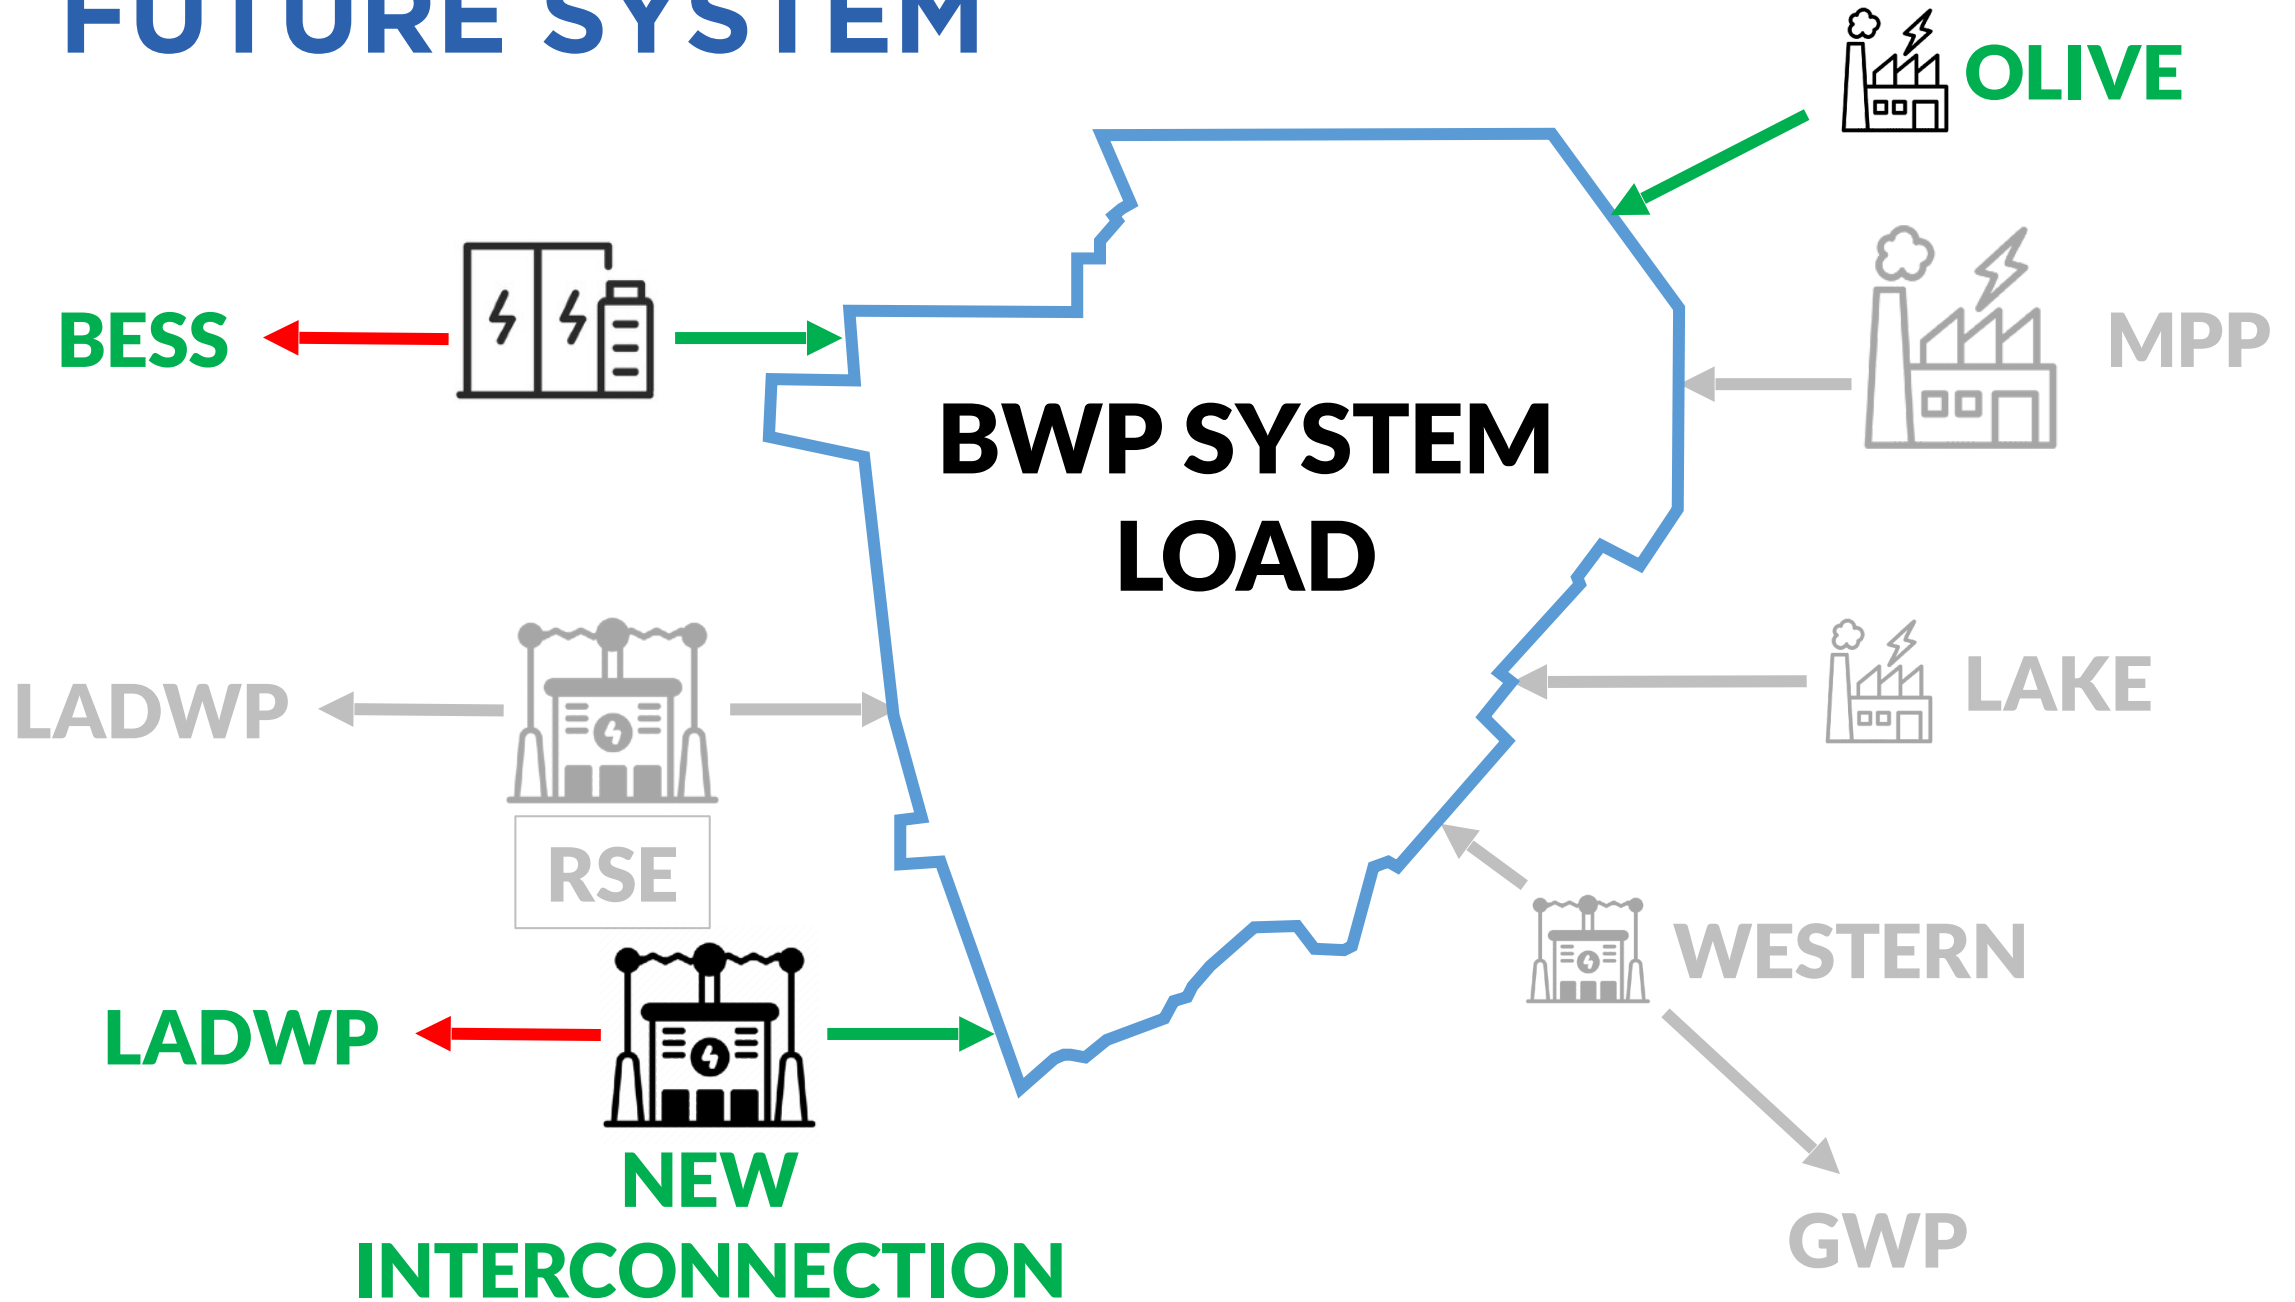 FUTURE SYSTEM
OLIVE
BESS
MPP
BWP SYSTEM
LOAD
LADWP
LAKE
RSE
WESTERN
LADWP
NEW
INTERCONNECTION
GWP